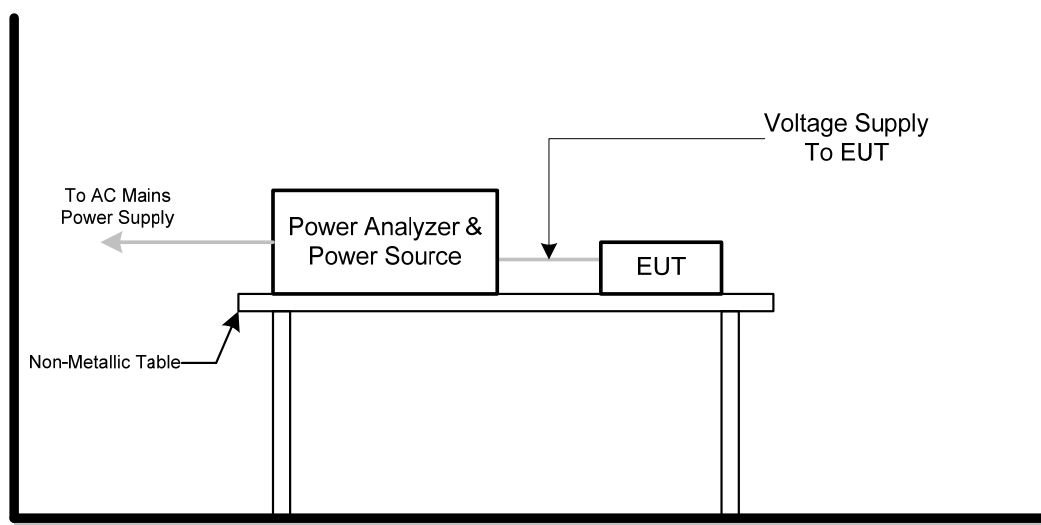 Voltage Supply
To EUT
To AC Mains
Power Supply
Power Analyzer &
Power Source
EUT
Non-Metallic Table